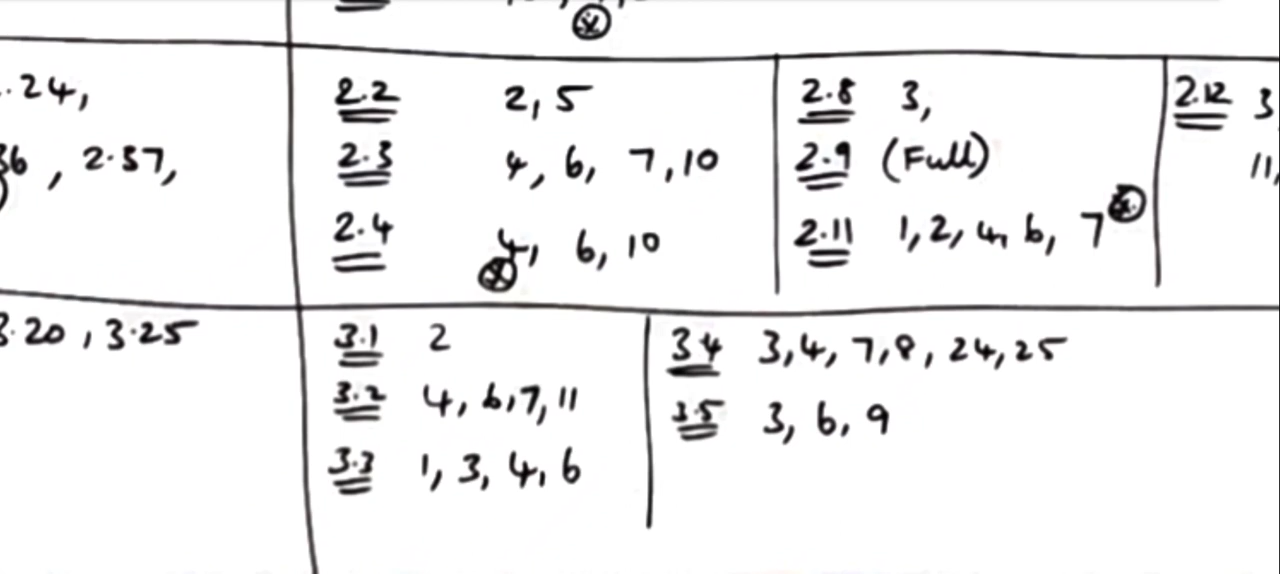 .24,
36, 2.37,
2.2 2, 5
2.3 4, 6, 7, 10
2.4 4, 6, 10
2.8 3,
2.9 (Full)
2.11 1, 2, 4, 6, 7
2.12 3
11,
3.20, 3.25
3.1 2
3.2 4, 6, 7, 11
3.3 1, 3, 4, 6
3.4 3, 4, 7, 8, 24, 25
3.5 3, 6, 9